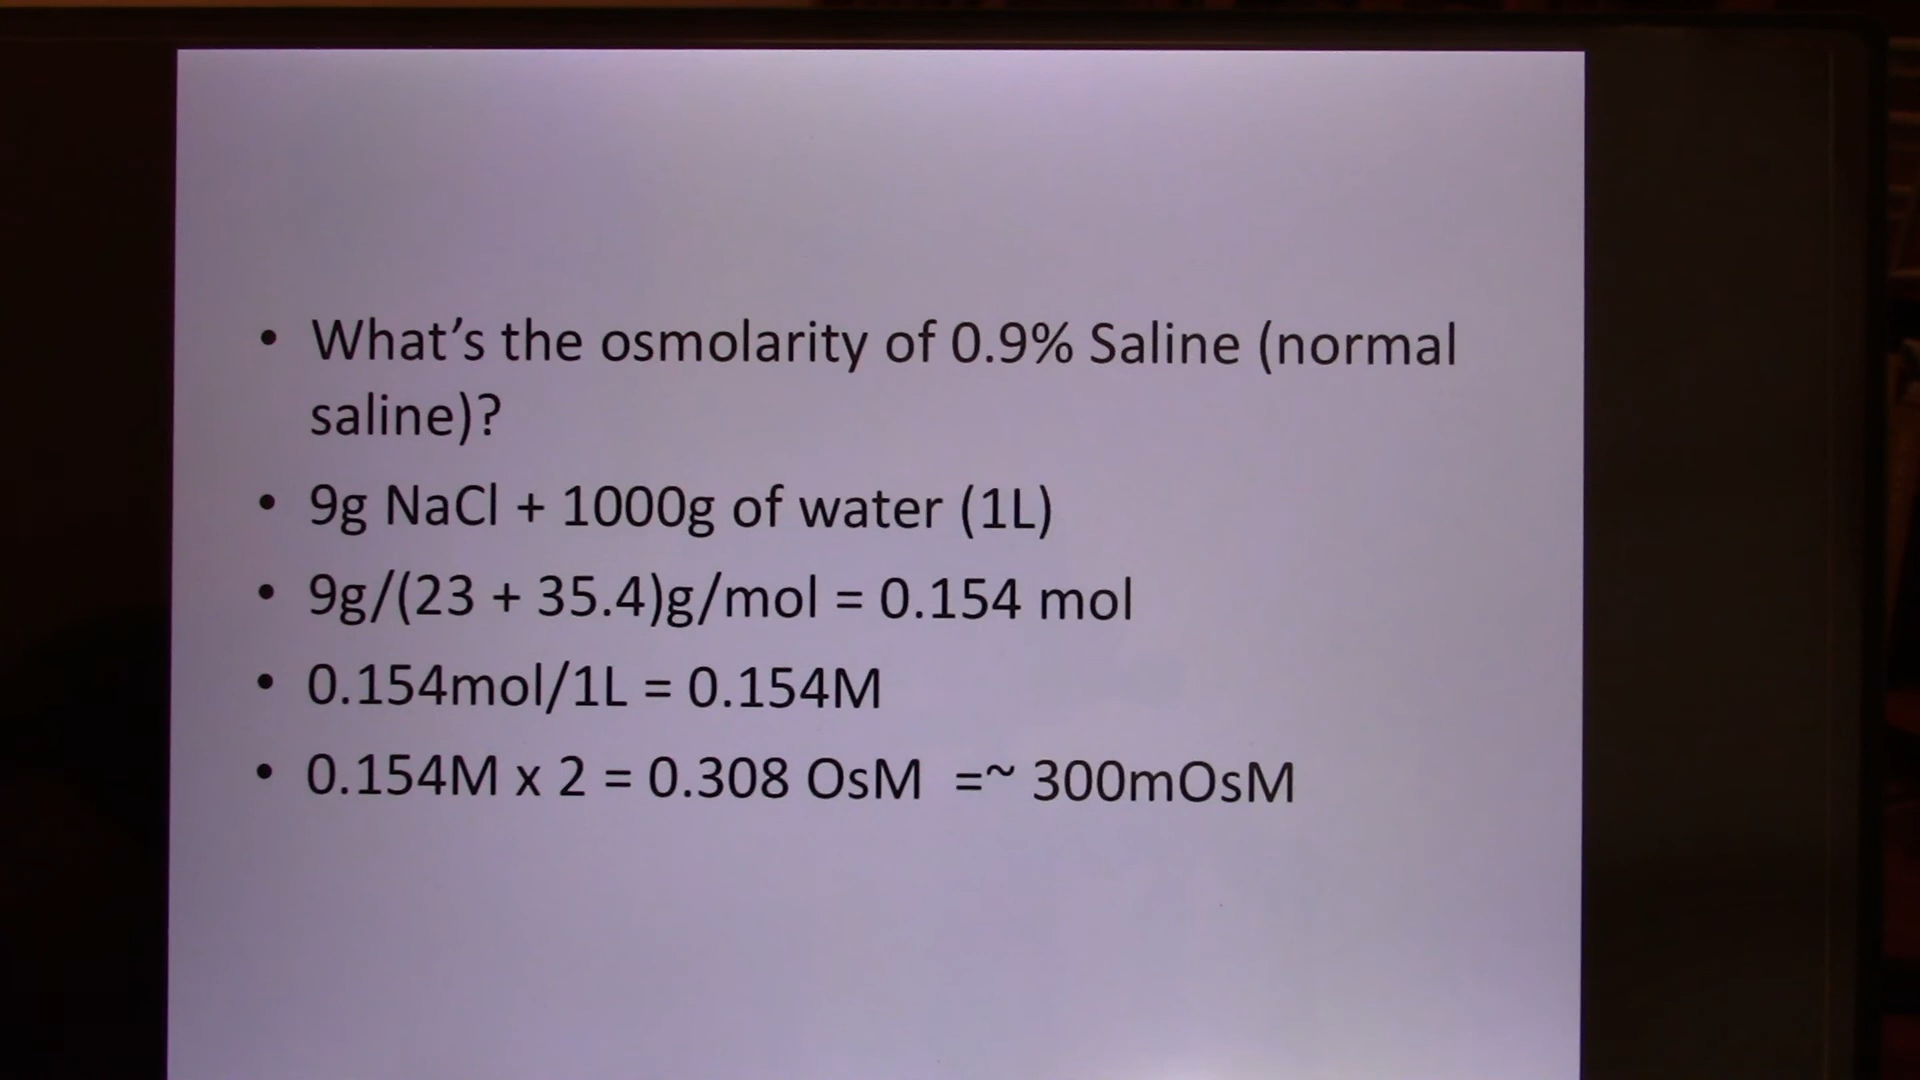 • What’s the osmolarity of 0.9% Saline (normal
saline)?
• 9g NaCl + 1000g of water (1L)
• 9g/(23 + 35.4)g/mol = 0.154 mol
• 0.154mol/1L = 0.154M
• 0.154M x 2 = 0.308 OsM =~ 300mOsM